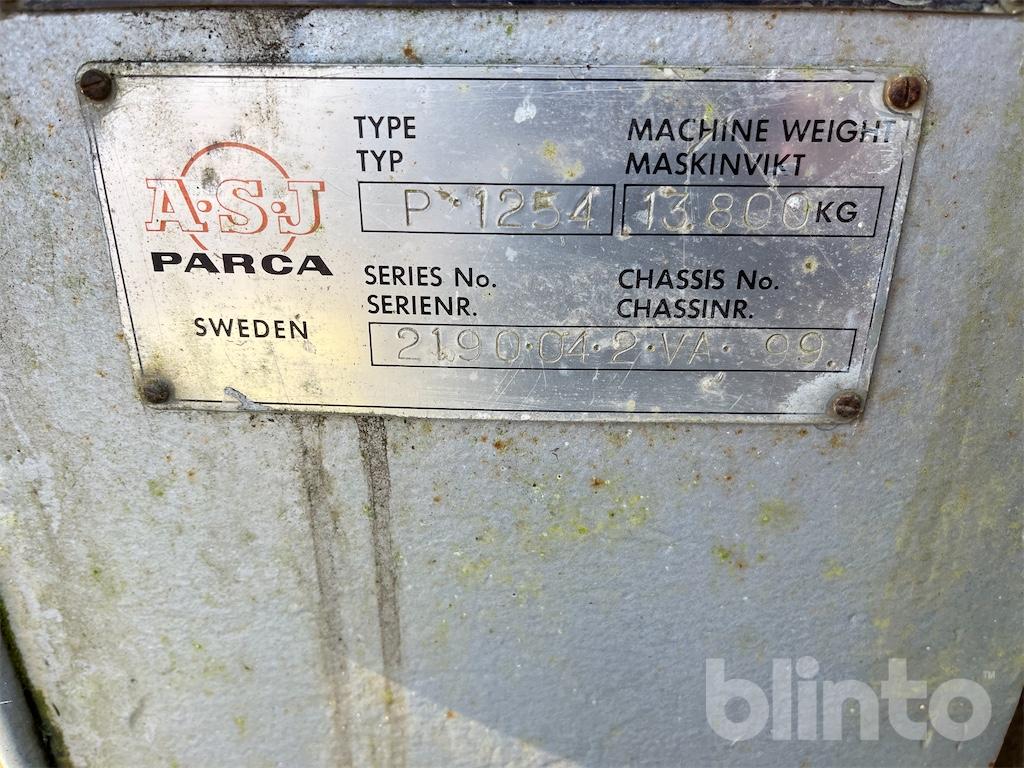 A·S·J
PARCA
SWEDEN
TYPE
TYP
P 1254
MACHINE WEIGHT
MASKINVIKT
13.800 KG
SERIES No.
SERIENR.
CHASSIS No.
CHASSINR.
2190·04·2·VA· 99
blinto™